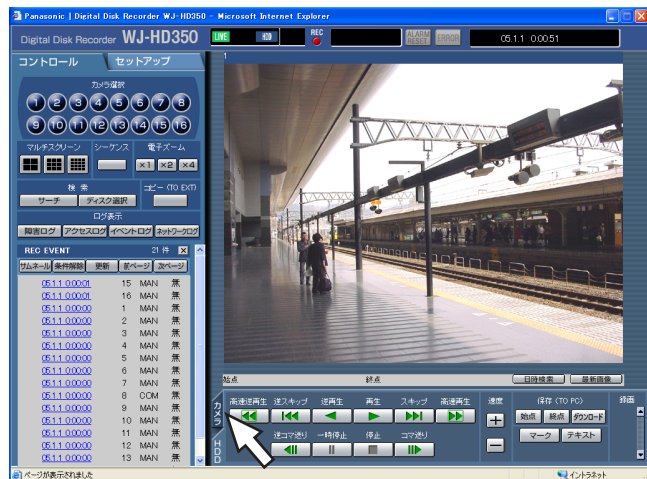 Panasonic | Digital Disk Recorder WJ-HD350 - Microsoft Internet Explorer
Digital Disk Recorder WJ-HD350
LIVE HDD REC ALARM RESET ERROR 05.1.1 0:00:51
コントロール セットアップ
1
カメラ選択
1 2 3 4 5 6 7 8
9 10 11 12 13 14 15 16
マルチスクリーン シーケンス 電子ズーム
×1 ×2 ×4
検 索 コピー (TO EXT)
サーチ ディスク選択
ログ表示
障害ログ アクセスログ イベントログ ネットワークログ
REC EVENT 21 件
サムネール 条件解除 更新 前ページ 次ページ
05.1.1 0:00:01 15 MAN 無
05.1.1 0:00:01 16 MAN 無
05.1.1 0:00:00 1 MAN 無
05.1.1 0:00:00 2 MAN 無
05.1.1 0:00:00 3 MAN 無
05.1.1 0:00:00 4 MAN 無
05.1.1 0:00:00 5 MAN 無
05.1.1 0:00:00 6 MAN 無
05.1.1 0:00:00 7 MAN 無
05.1.1 0:00:00 8 COM 無
05.1.1 0:00:00 9 MAN 無
05.1.1 0:00:00 10 MAN 無
05.1.1 0:00:00 11 MAN 無
05.1.1 0:00:00 12 MAN 無
05.1.1 0:00:00 13 MAN 無
始点 終点 日時検索 最新画像
カメラ
HDD
高速逆再生 逆スキップ 逆再生 再生 スキップ 高速再生 速度 保存 (TO PC) 録画
始点 終点 ダウンロード
逆コマ送り 一時停止 停止 コマ送り
マーク テキスト
ページが表示されました イントラネット